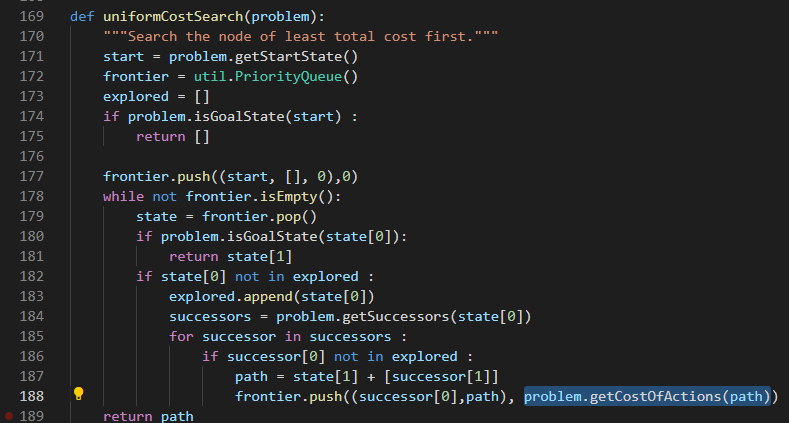 169 def uniformCostSearch(problem):
170     """Search the node of least total cost first."""
171     start = problem.getStartState()
172     frontier = util.PriorityQueue()
173     explored = []
174     if problem.isGoalState(start) :
175         return []
176
177     frontier.push((start, [], 0),0)
178     while not frontier.isEmpty():
179         state = frontier.pop()
180         if problem.isGoalState(state[0]):
181             return state[1]
182         if state[0] not in explored :
183             explored.append(state[0])
184             successors = problem.getSuccessors(state[0])
185             for successor in successors :
186                 if successor[0] not in explored :
187                     path = state[1] + [successor[1]]
188                     frontier.push((successor[0],path), problem.getCostOfActions(path))
189     return path